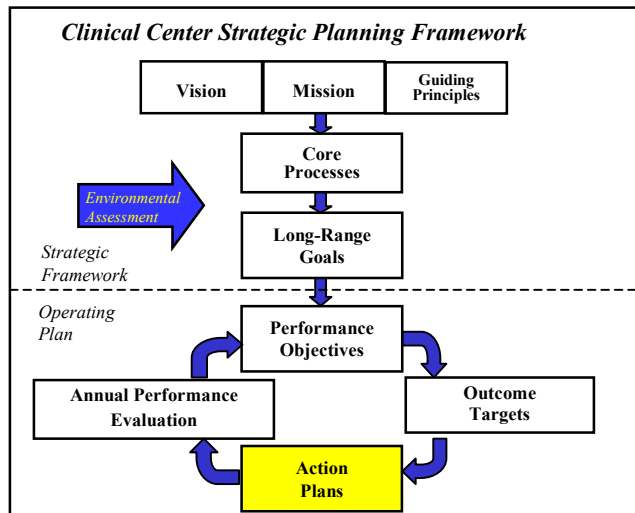 Clinical Center Strategic Planning Framework
Vision
Mission
Guiding
Principles
Core
Processes
Environmental
Assessment
Long-Range
Goals
Strategic
Framework
Operating
Plan
Performance
Objectives
Annual Performance
Evaluation
Outcome
Targets
Action
Plans